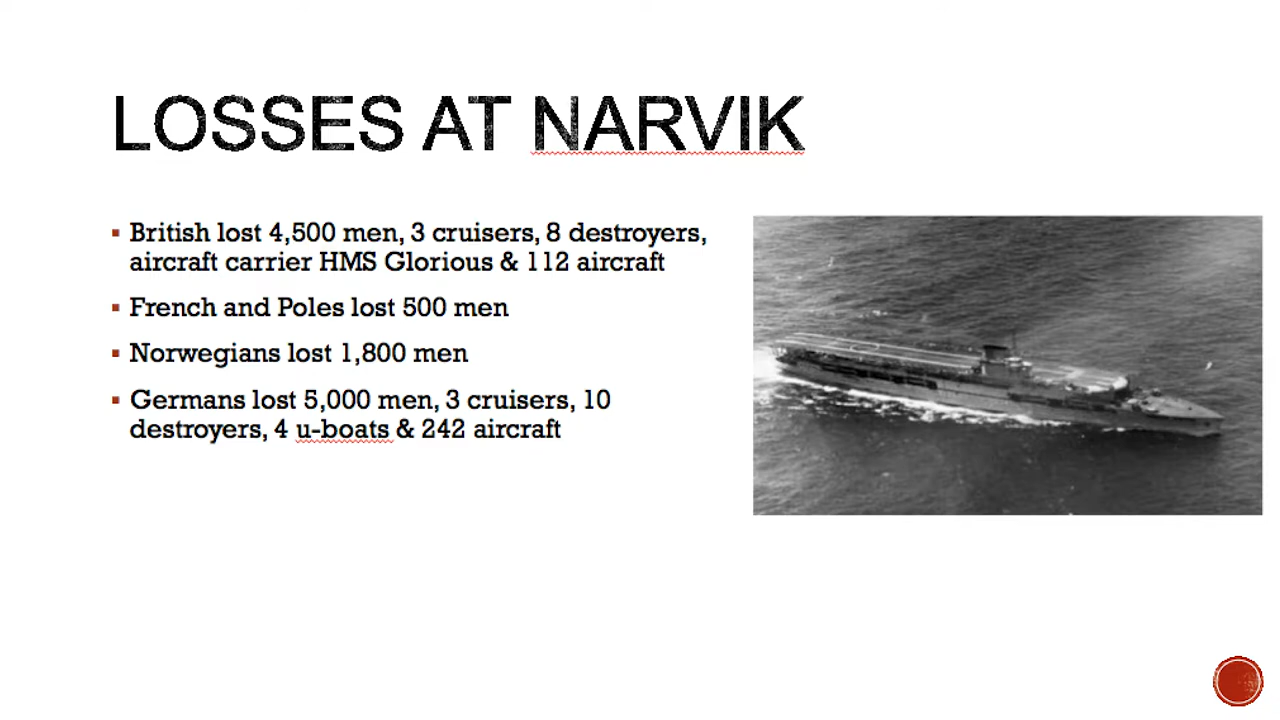 LOSSES AT NARVIK
British lost 4,500 men, 3 cruisers, 8 destroyers,
aircraft carrier HMS Glorious & 112 aircraft
French and Poles lost 500 men
Norwegians lost 1,800 men
Germans lost 5,000 men, 3 cruisers, 10
destroyers, 4 u-boats & 242 aircraft